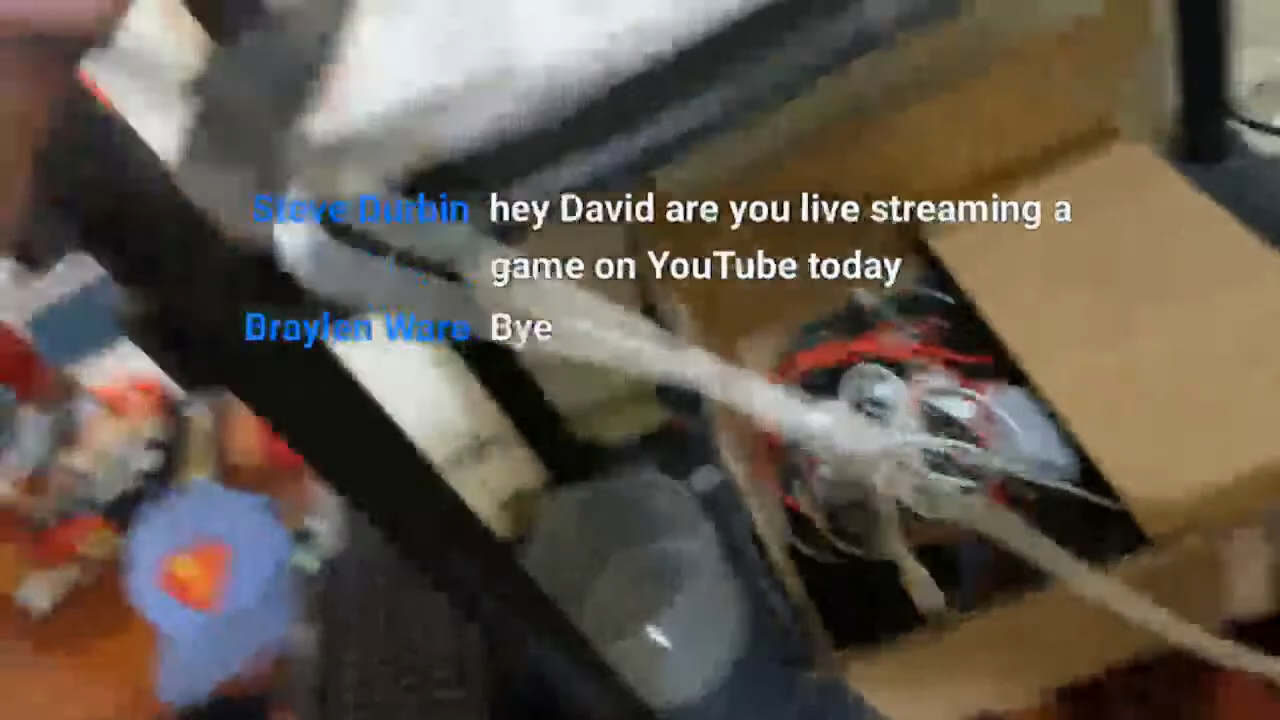 Steve Durbin hey David are you live streaming a
game on YouTube today
Braylen Ware Bye